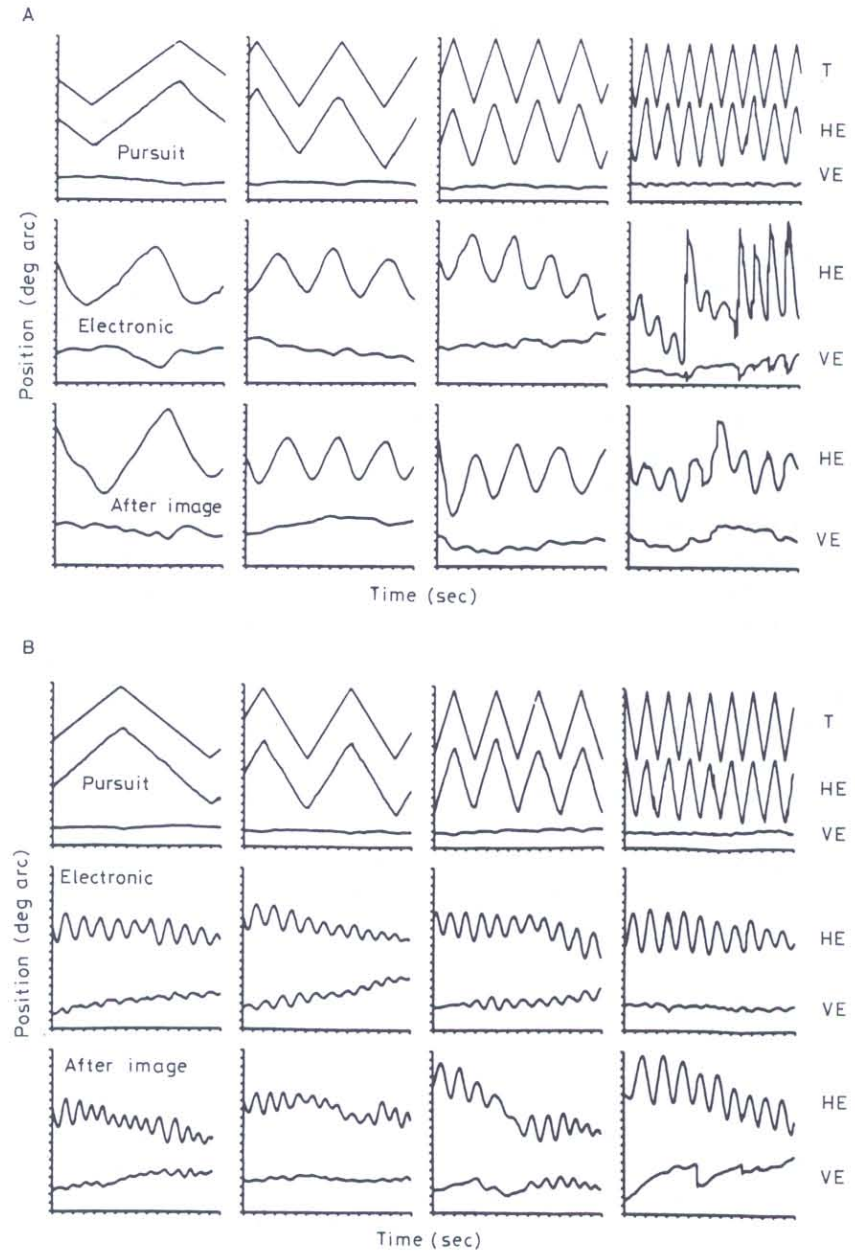 A
T
HE
Pursuit
VE
HE
Electronic
VE
HE
After image
VE
Position (deg arc)
Time (sec)
B
T
Pursuit
HE
VE
Electronic
HE
VE
After image
HE
VE
Position (deg arc)
Time (sec)